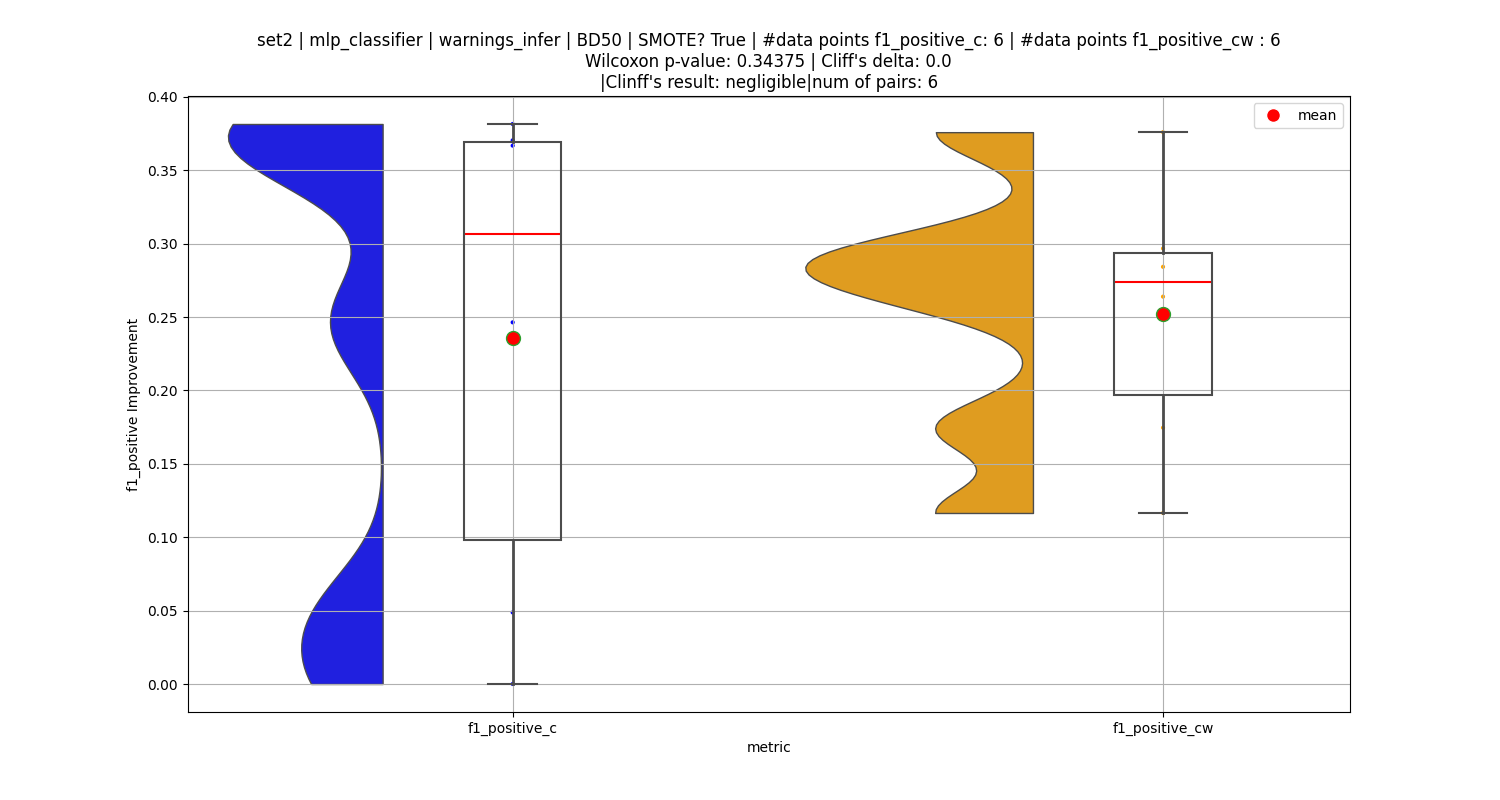 set2 | mlp_classifier | warnings_infer | BD50 | SMOTE? True | #data points f1_positive_c: 6 | #data points f1_positive_cw : 6
Wilcoxon p-value: 0.34375 | Cliff's delta: 0.0
|Clinff's result: negligible|num of pairs: 6
mean
0.40
0.35
0.30
0.25
0.20
0.15
0.10
0.05
0.00
f1_positive Improvement
f1_positive_c
f1_positive_cw
metric